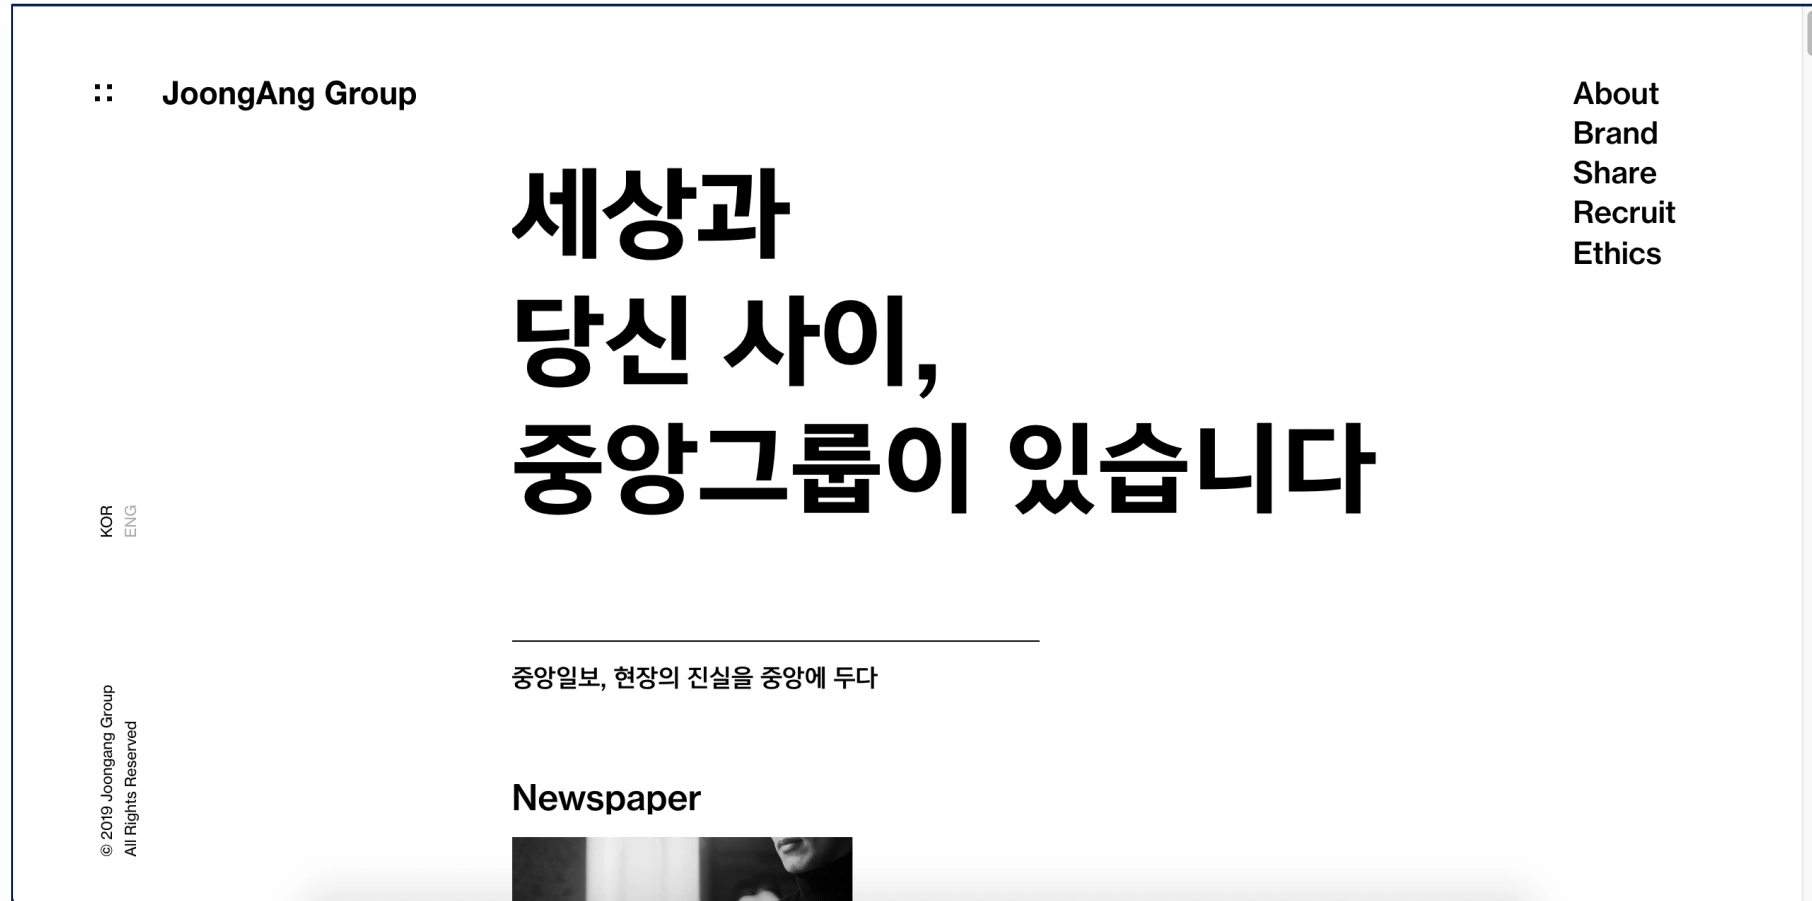 JoongAng Group
About
Brand
Share
Recruit
Ethics
세상과
당신 사이,
중앙그룹이 있습니다
KOR
ENG
중앙일보, 현장의 진실을 중앙에 두다
© 2019 Joongang Group
All Rights Reserved
Newspaper